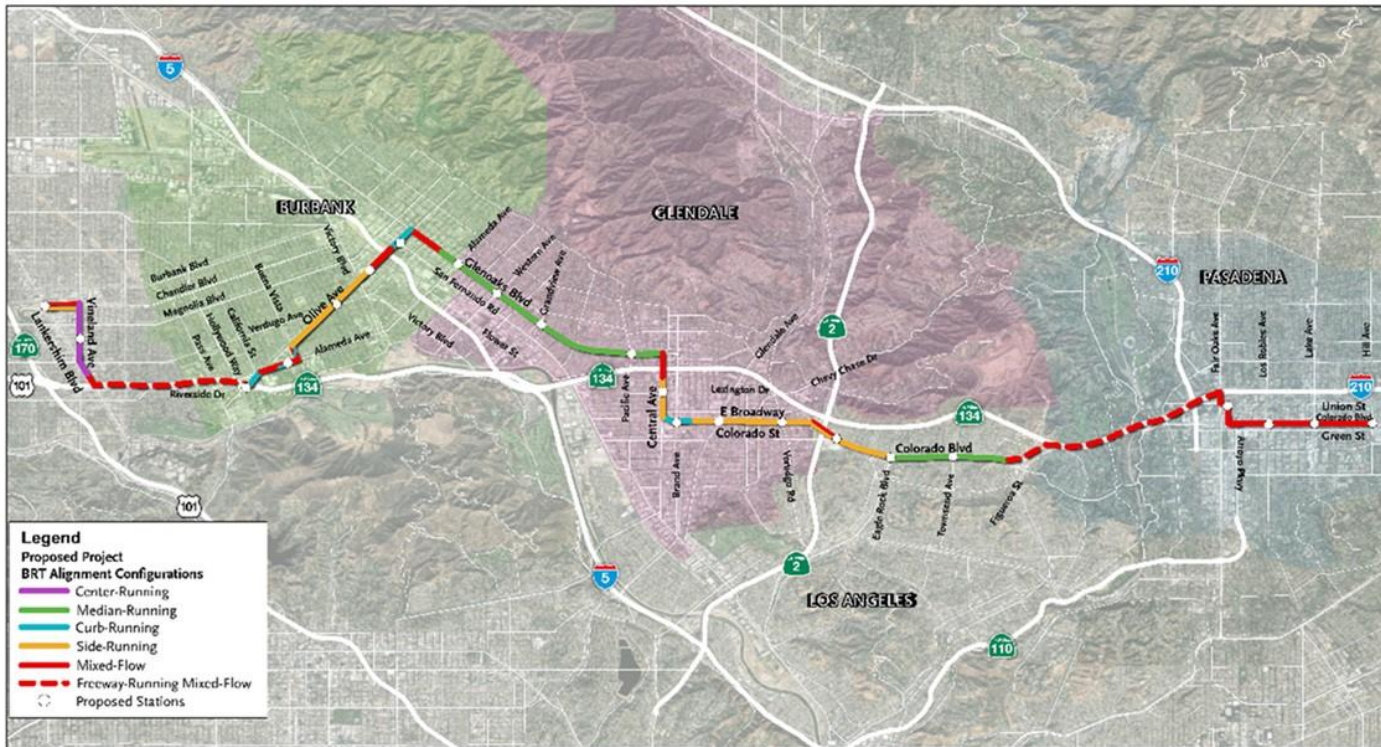 5
BURBANK
GLENDALE
2
210
PASADENA
Burbank Blvd
Chandler Blvd
Magnolia Blvd
Pass Ave
Hollywood Way
California St
Buena Vista
Verdugo Ave
Olive Ave
Victory Blvd
Alameda Ave
Alameda Ave
Glenoaks Blvd
San Fernando Rd
Western Ave
Grandview Ave
Flower St
Victory Blvd
170
101
Lankershim Blvd
Vineland Ave
Riverside Dr
134
134
Pacific Ave
Central Ave
Brand Ave
Lexington Dr
E Broadway
Colorado St
Glendale Ave
Chevy Chase Dr
Verdugo Rd
134
Colorado Blvd
Eagle Rock Blvd
Townsend Ave
Figueroa St
Fair Oaks Ave
Los Robles Ave
Lake Ave
Hill Ave
210
Union St
Colorado Blvd
Green St
Arroyo Pkwy
101
5
2
LOS ANGELES
110
Legend
Proposed Project
BRT Alignment Configurations
Center-Running
Median-Running
Curb-Running
Side-Running
Mixed-Flow
Freeway-Running Mixed-Flow
Proposed Stations